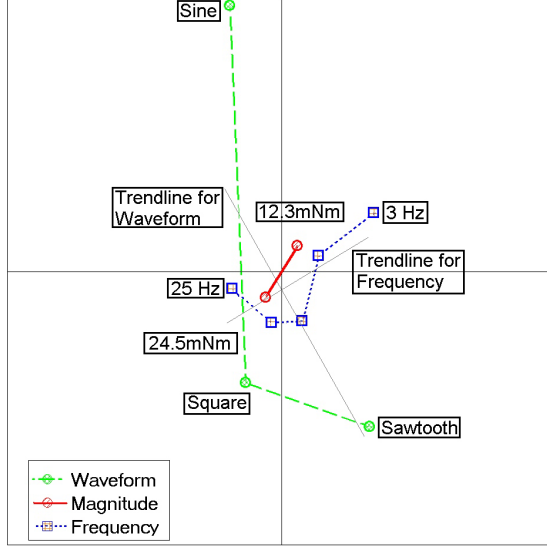 Sine
Trendline for
Waveform
12.3mNm
3 Hz
Trendline for
Frequency
25 Hz
24.5mNm
Square
Sawtooth
Waveform
Magnitude
Frequency